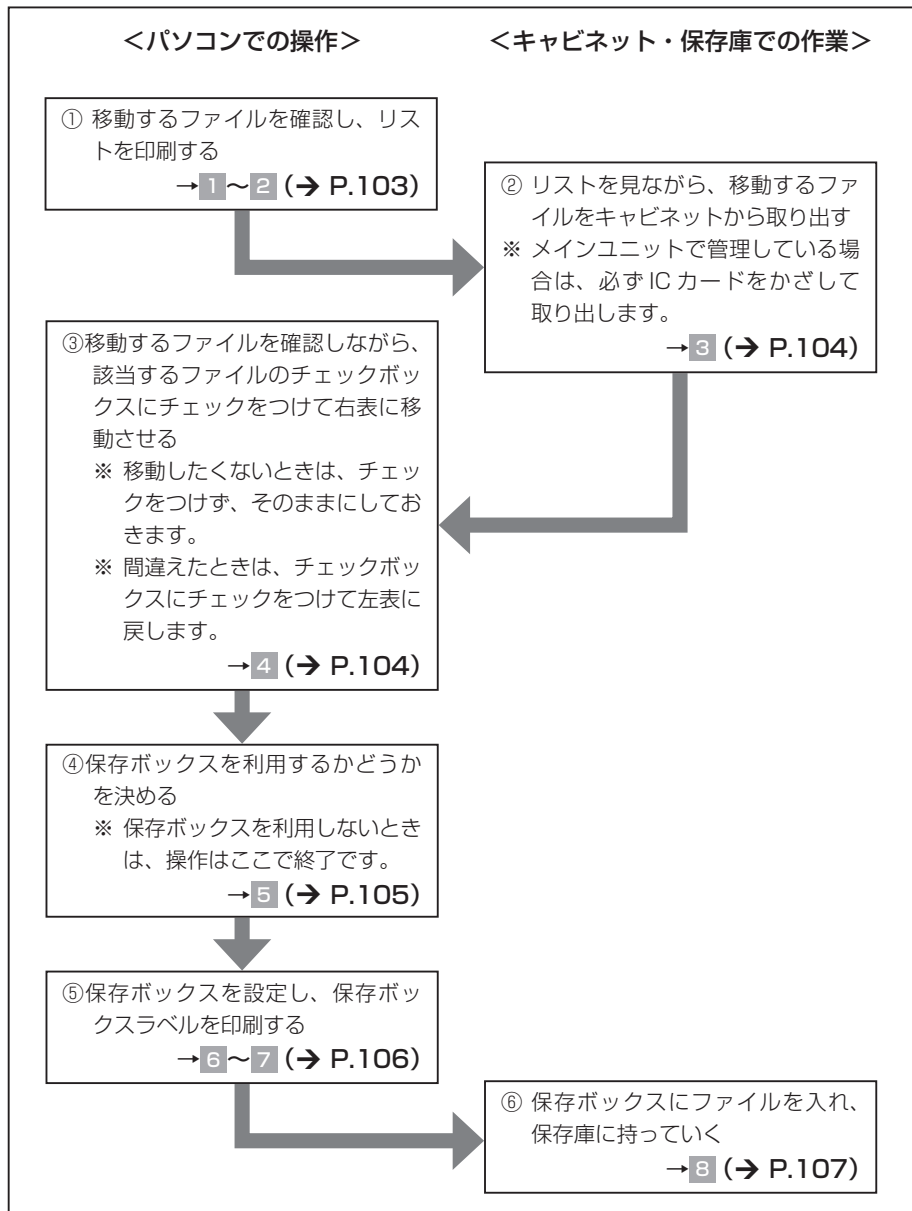 ＜パソコンでの操作＞
＜キャビネット・保存庫での作業＞
① 移動するファイルを確認し、リス
トを印刷する
→1～2（→ P.103）
② リストを見ながら、移動するファ
イルをキャビネットから取り出す
※ メインユニットで管理している場
合は、必ず IC カードをかざして
取り出します。
→3（→ P.104）
③移動するファイルを確認しながら、
該当するファイルのチェックボッ
クスにチェックをつけて右表に移
動させる
※ 移動したくないときは、チェッ
クをつけず、そのままにしてお
きます。
※ 間違えたときは、チェックボッ
クスにチェックをつけて左表に
戻します。
→4（→ P.104）
④保存ボックスを利用するかどうか
を決める
※ 保存ボックスを利用しないとき
は、操作はここで終了です。
→5（→ P.105）
⑤保存ボックスを設定し、保存ボッ
クスラベルを印刷する
→6～7（→ P.106）
⑥ 保存ボックスにファイルを入れ、
保存庫に持っていく
→8（→ P.107）